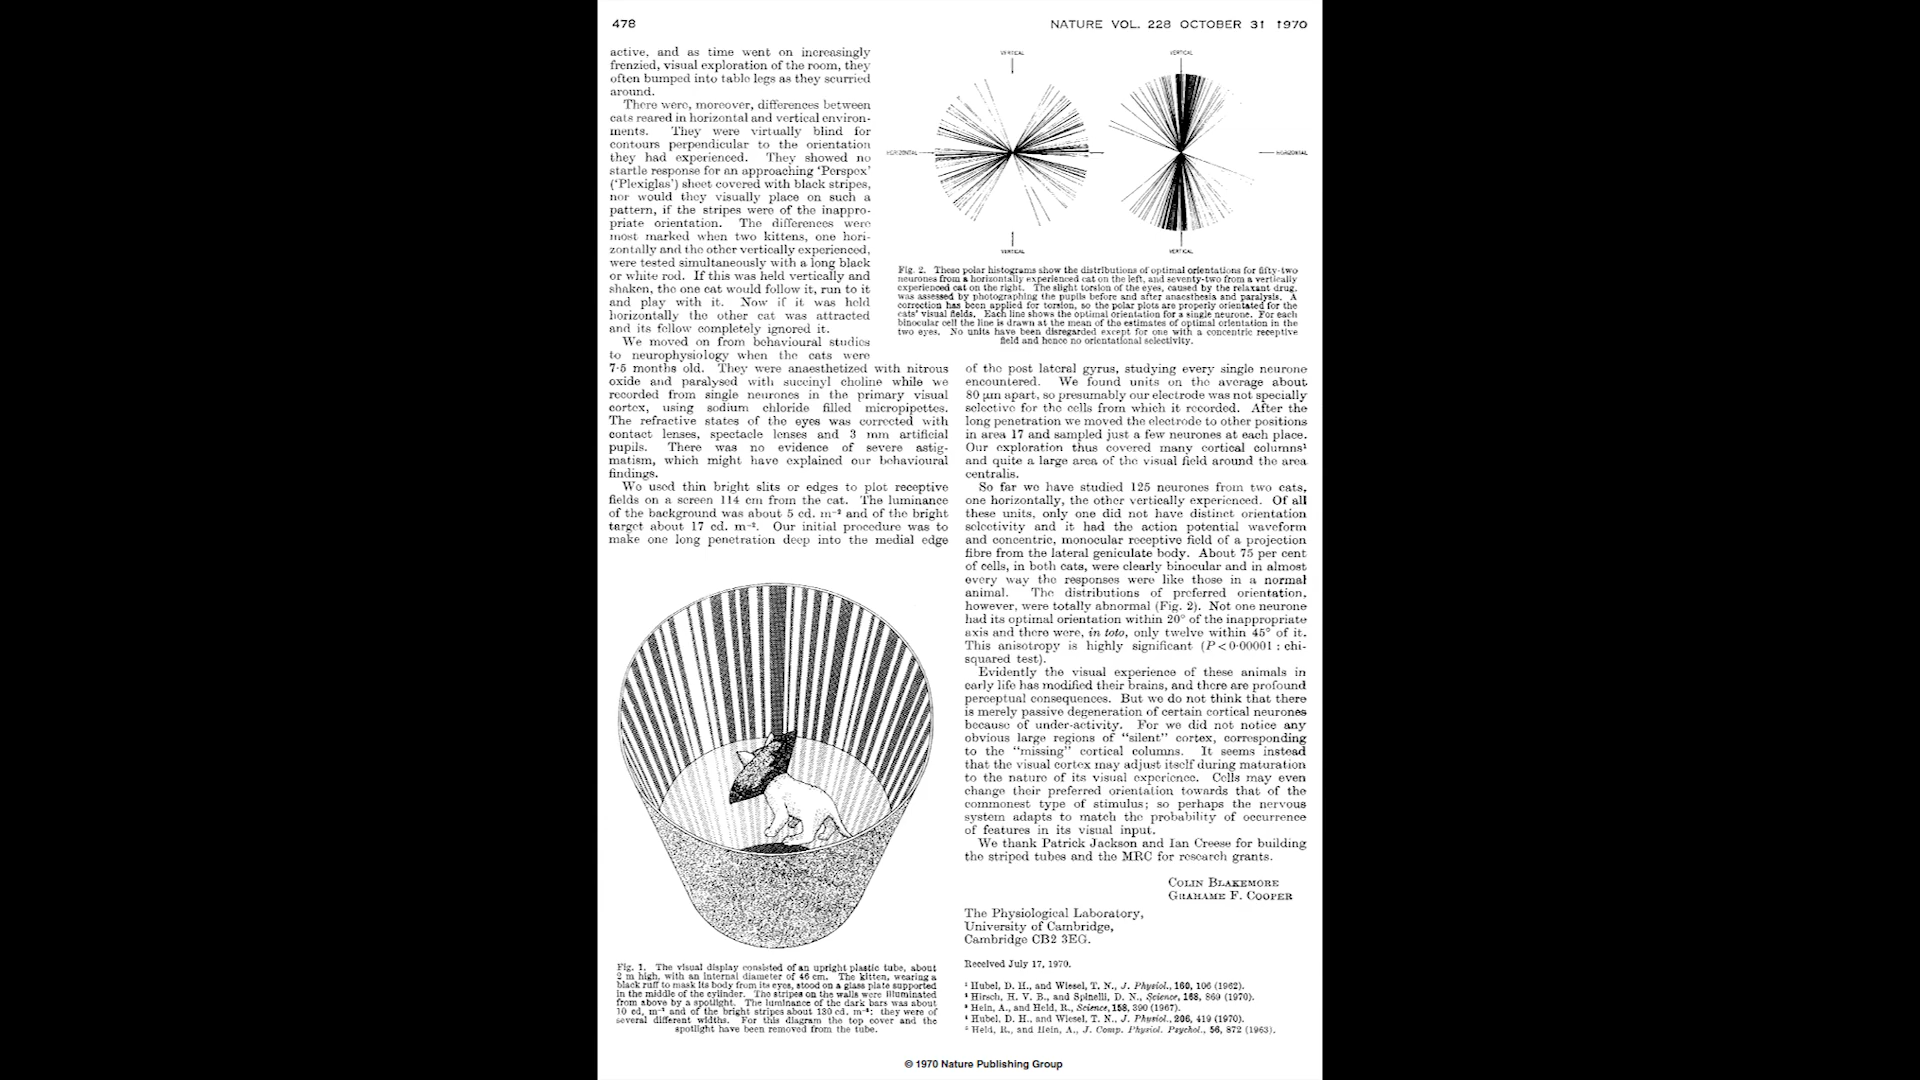 478
NATURE VOL. 228 OCTOBER 31 1970
active, and as time went on increasingly
frenzied, visual exploration of the room, they
often bumped into table legs as they scurried
around.
There were, moreover, differences between
cats reared in horizontal and vertical environ-
ments. They were virtually blind for
contours perpendicular to the orientation
they had experienced. They showed no
startle response for an approaching 'Perspex'
('Plexiglas') sheet covered with black stripes,
nor would they visually place on such a
pattern, if the stripes were of the inappro-
priate orientation. The differences were
most marked when two kittens, one hori-
zontally and the other vertically experienced,
were tested simultaneously with a long black
or white rod. If this was held vertically and
shaken, the one cat would follow it, run to it
and play with it. Now if it was held
horizontally the other cat was attracted
and its fellow completely ignored it.
We moved on from behavioural studies
to neurophysiology when the cats were
7·5 months old. They were anaesthetized with nitrous
oxide and paralysed with succinyl choline while we
recorded from single neurones in the primary visual
cortex, using sodium chloride filled micropipettes.
The refractive states of the eyes was corrected with
contact lenses, spectacle lenses and 3 mm artificial
pupils. There was no evidence of severe astig-
matism, which might have explained our behavioural
findings.
We used thin bright slits or edges to plot receptive
fields on a screen 114 cm from the cat. The luminance
of the background was about 5 cd. m⁻² and of the bright
target about 17 cd. m⁻². Our initial procedure was to
make one long penetration deep into the medial edge
Fig. 1. The visual display consisted of an upright plastic tube, about
2 m high, with an internal diameter of 46 cm. The kitten, wearing a
black ruff to mask its body from its eyes, stood on a glass plate supported
in the middle of the cylinder. The stripes on the walls were illuminated
from above by a spotlight. The luminance of the dark bars was about
10 cd. m⁻² and of the bright stripes about 130 cd. m⁻²; they were of
several different widths. For this diagram the top cover and the
spotlight have been removed from the tube.
VERTICAL
VERTICAL
HORIZONTAL
HORIZONTAL
VERTICAL
VERTICAL
Fig. 2. These polar histograms show the distributions of optimal orientations for fifty-two
neurones from a horizontally experienced cat on the left, and seventy-two from a vertically
experienced cat on the right. The slight torsion of the eyes, caused by the relaxant drug,
was assessed by photographing the pupils before and after anaesthesia and paralysis. A
correction has been applied for torsion, so the polar plots are properly orientated for the
cats' visual fields. Each line shows the optimal orientation for a single neurone. For each
binocular cell the line is drawn at the mean of the estimates of optimal orientation in the
two eyes. No units have been disregarded except for one with a concentric receptive
field and hence no orientational selectivity.
of the post lateral gyrus, studying every single neurone
encountered. We found units on the average about
80 µm apart, so presumably our electrode was not specially
selective for the cells from which it recorded. After the
long penetration we moved the electrode to other positions
in area 17 and sampled just a few neurones at each place.
Our exploration thus covered many cortical columns¹
and quite a large area of the visual field around the area
centralis.
So far we have studied 125 neurones from two cats,
one horizontally, the other vertically experienced. Of all
these units, only one did not have distinct orientation
selectivity and it had the action potential waveform
and concentric, monocular receptive field of a projection
fibre from the lateral geniculate body. About 75 per cent
of cells, in both cats, were clearly binocular and in almost
every way the responses were like those in a normal
animal. The distributions of preferred orientation,
however, were totally abnormal (Fig. 2). Not one neurone
had its optimal orientation within 20° of the inappropriate
axis and there were, in toto, only twelve within 45° of it.
This anisotropy is highly significant (P<0·00001 : chi-
squared test).
Evidently the visual experience of these animals in
early life has modified their brains, and there are profound
perceptual consequences. But we do not think that there
is merely passive degeneration of certain cortical neurones
because of under-activity. For we did not notice any
obvious large regions of "silent" cortex, corresponding
to the "missing" cortical columns. It seems instead
that the visual cortex may adjust itself during maturation
to the nature of its visual experience. Cells may even
change their preferred orientation towards that of the
commonest type of stimulus; so perhaps the nervous
system adapts to match the probability of occurrence
of features in its visual input.
We thank Patrick Jackson and Ian Creese for building
the striped tubes and the MRC for research grants.
COLIN BLAKEMORE
GRAHAME F. COOPER
The Physiological Laboratory,
University of Cambridge,
Cambridge CB2 3EG.
Received July 17, 1970.
¹ Hubel, D. H., and Wiesel, T. N., J. Physiol., 160, 106 (1962).
² Hirsch, H. V. B., and Spinelli, D. N., Science, 168, 869 (1970).
³ Hein, A., and Held, R., Science, 158, 390 (1967).
⁴ Hubel, D. H., and Wiesel, T. N., J. Physiol., 206, 419 (1970).
⁵ Held, R., and Hein, A., J. Comp. Physiol. Psychol., 56, 872 (1963).
© 1970 Nature Publishing Group